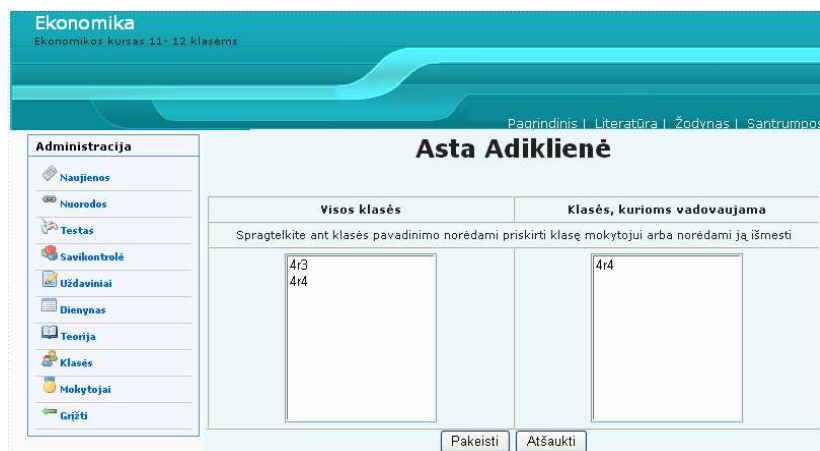 Ekonomika
Ekonomikos kursas 11- 12 klasėms
Pagrindinis | Literatūra | Žodynas | Santrumpos
Administracija
Naujienos
Nuorodos
Testas
Savikontrolė
Uždaviniai
Dienynas
Teorija
Klasės
Mokytojai
Grįžti
Asta Adiklienė
Visos klasės
Klasės, kurioms vadovaujama
Spragtelkite ant klasės pavadinimo norėdami priskirti klasę mokytojui arba norėdami ją išmesti
4r3
4r4
4r4
Pakeisti
Atšaukti